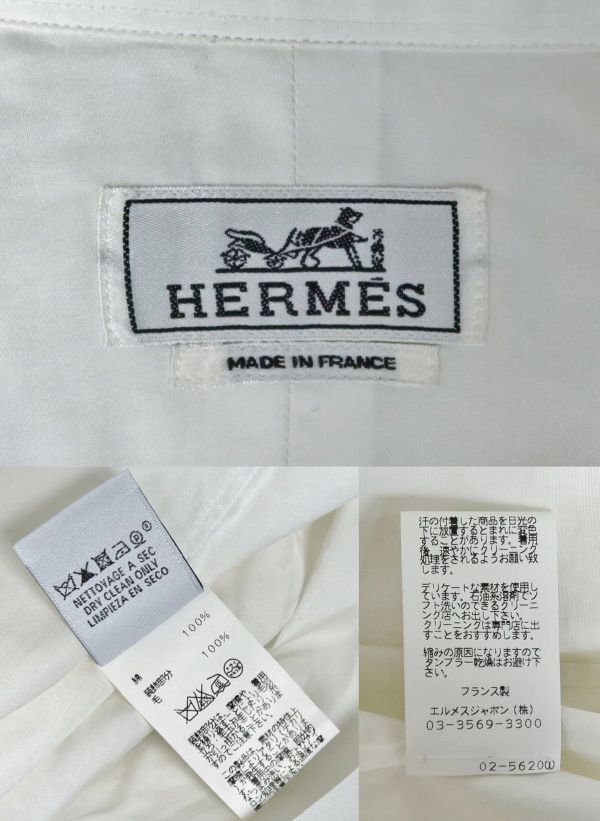 HERMÈS
MADE IN FRANCE
NETTOYAGE A SEC
DRY CLEAN ONLY
LIMPIEZA EN SECO
綿 100%
装飾部分
毛 100%
汗の付着した商品を日光の
下に放置するとまれに変色
することがあります。着用
後、速やかにクリーニング
処理をされるようお願い致
します。
デリケートな素材を使用し
ています。石油系溶剤でソ
フト洗いのできるクリーニ
ング店へお出し下さい。
クリーニングは専門店に出
すことをおすすめします。
縮みの原因になりますので
タンブラー乾燥はお避け下
さい。
フランス製
エルメスジャポン(株)
03-3569-3300
02-5620①